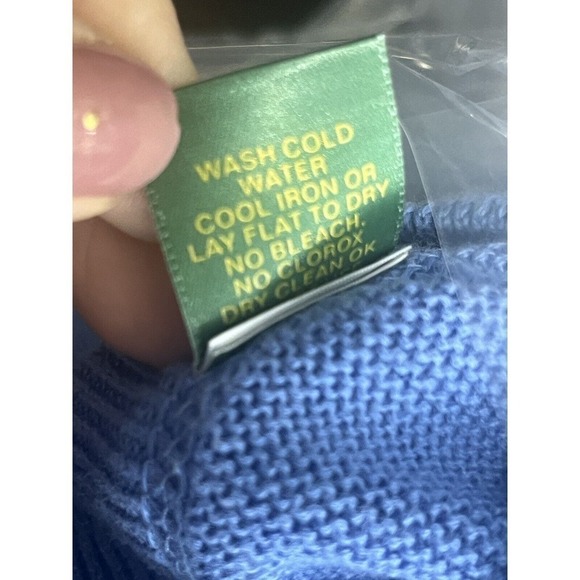 WASH COLD
WATER
COOL IRON OR
LAY FLAT TO DRY
NO BLEACH.
NO CLOROX
DRY CLEAN OK